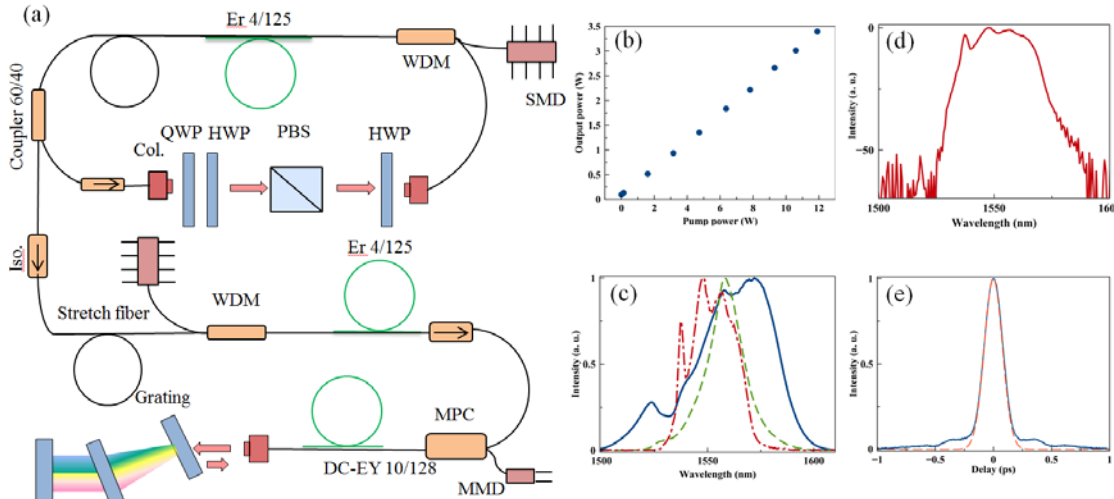 (a)
Er 4/125
WDM
SMD
Coupler 60/40
QWP HWP PBS HWP
Col.
Iso.
Er 4/125
Stretch fiber
WDM
Grating
MPC
DC-EY 10/128
MMD
(b)
Output power (W)
3.5
3
2.5
2
1.5
1
0.5
0
0 2 4 6 8 10 12
Pump power (W)
(d)
Intensity (a. u.)
0
−50
1500 1550 1600
Wavelength (nm)
(c)
Intensity (a. u.)
1
0.5
0
1500 1550 1600
Wavelength (nm)
(e)
Intensity (a. u.)
1
0.5
0
−1 −0.5 0 0.5 1
Delay (ps)